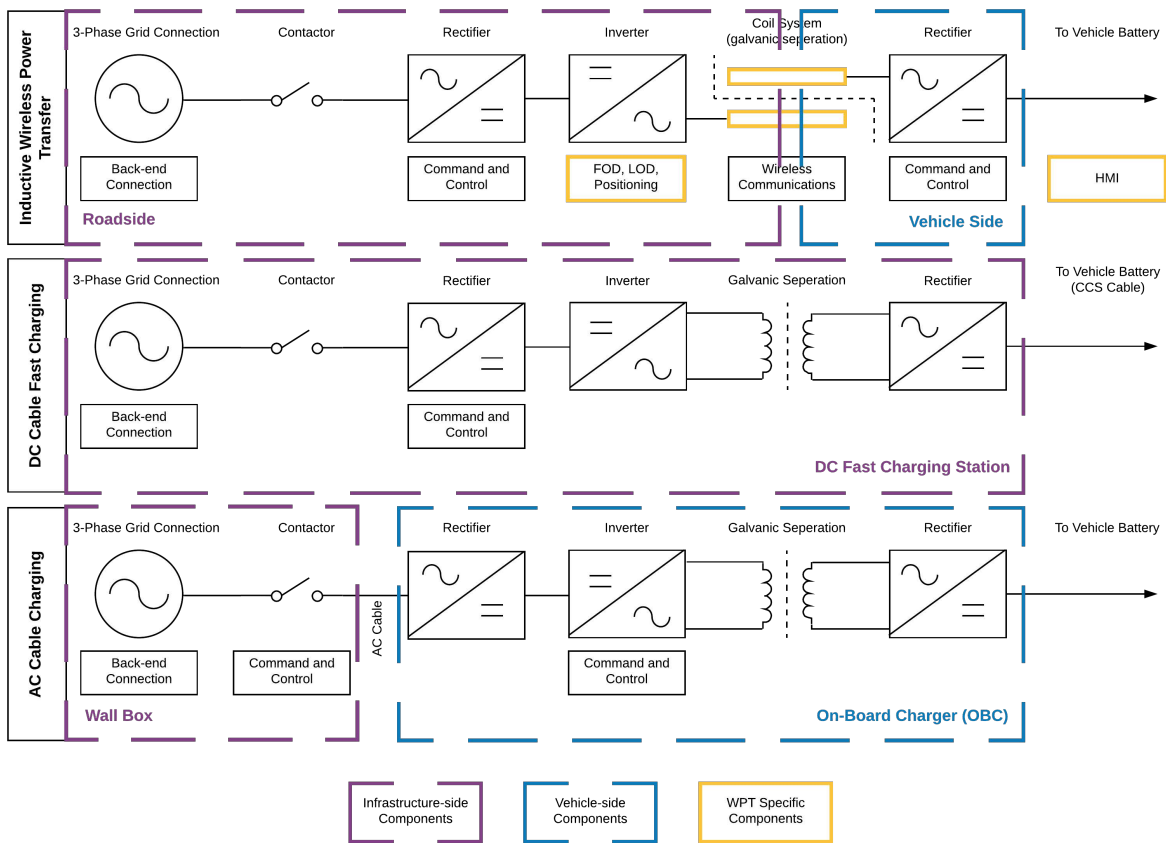 Inductive Wireless Power
Transfer
3-Phase Grid Connection
Contactor
Rectifier
Inverter
Coil System
(galvanic seperation)
Rectifier
To Vehicle Battery
Back-end
Connection
Command and
Control
FOD, LOD,
Positioning
Wireless
Communications
Command and
Control
HMI
Roadside
Vehicle Side
DC Cable Fast Charging
3-Phase Grid Connection
Contactor
Rectifier
Inverter
Galvanic Seperation
Rectifier
To Vehicle Battery
(CCS Cable)
Back-end
Connection
Command and
Control
DC Fast Charging Station
AC Cable Charging
3-Phase Grid Connection
Contactor
Rectifier
Inverter
Galvanic Seperation
Rectifier
To Vehicle Battery
AC Cable
Back-end
Connection
Command and
Control
Command and
Control
Wall Box
On-Board Charger (OBC)
Infrastructure-side
Components
Vehicle-side
Components
WPT Specific
Components